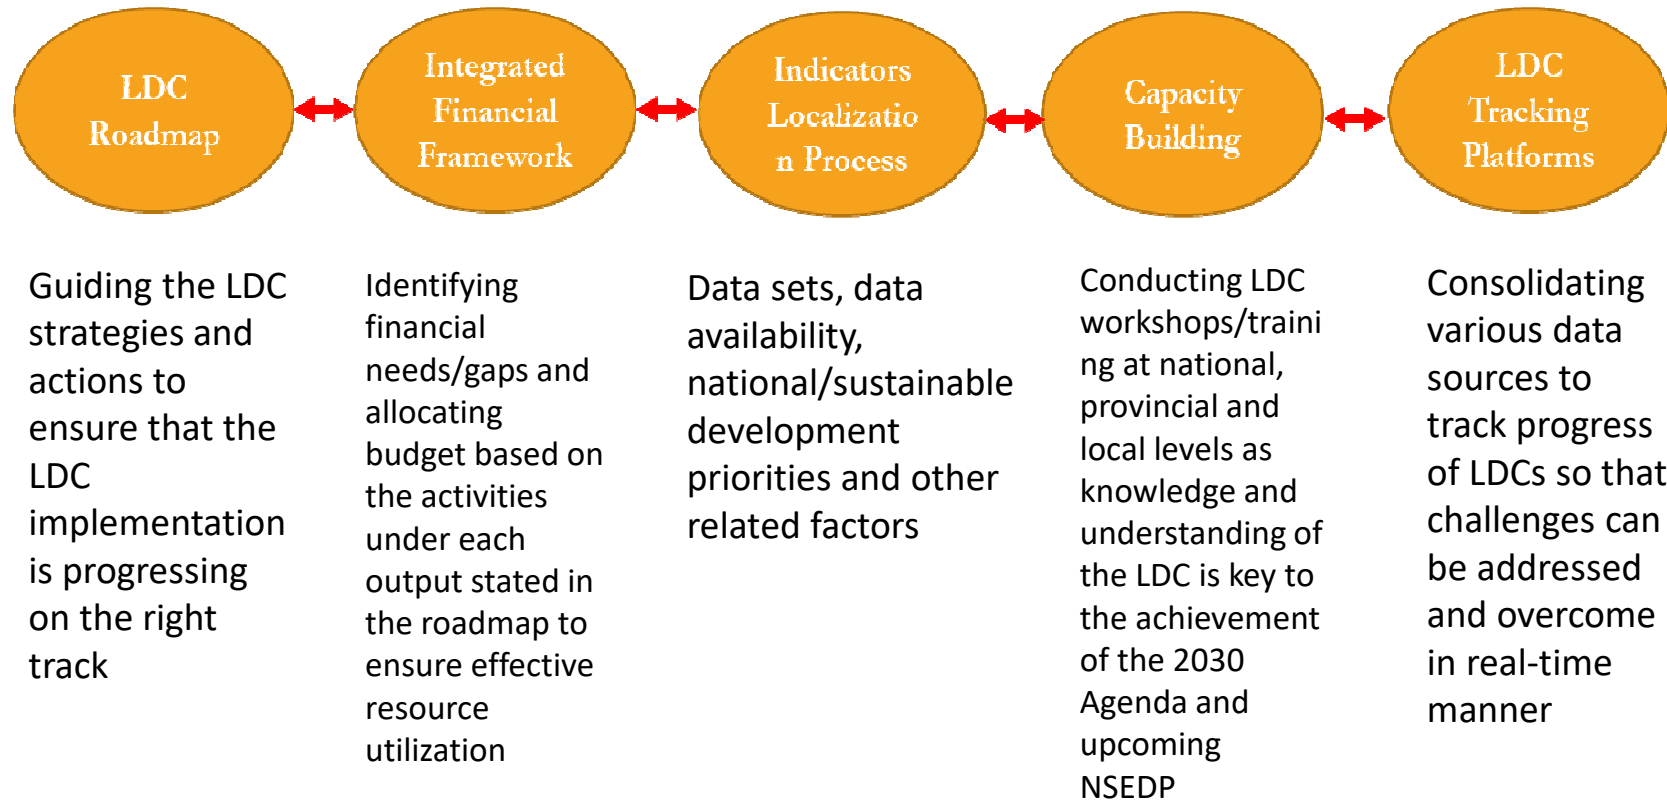 LDC
Roadmap
Integrated
Financial
Framework
Indicators
Localizatio
n Process
Capacity
Building
LDC
Tracking
Platforms
Guiding the LDC
strategies and
actions to
ensure that the
LDC
implementation
is progressing
on the right
track
Identifying
financial
needs/gaps and
allocating
budget based on
the activities
under each
output stated in
the roadmap to
ensure effective
resource
utilization
Data sets, data
availability,
national/sustainable
development
priorities and other
related factors
Conducting LDC
workshops/traini
ng at national,
provincial and
local levels as
knowledge and
understanding of
the LDC is key to
the achievement
of the 2030
Agenda and
upcoming
NSEDP
Consolidating
various data
sources to
track progress
of LDCs so that
challenges can
be addressed
and overcome
in real-time
manner